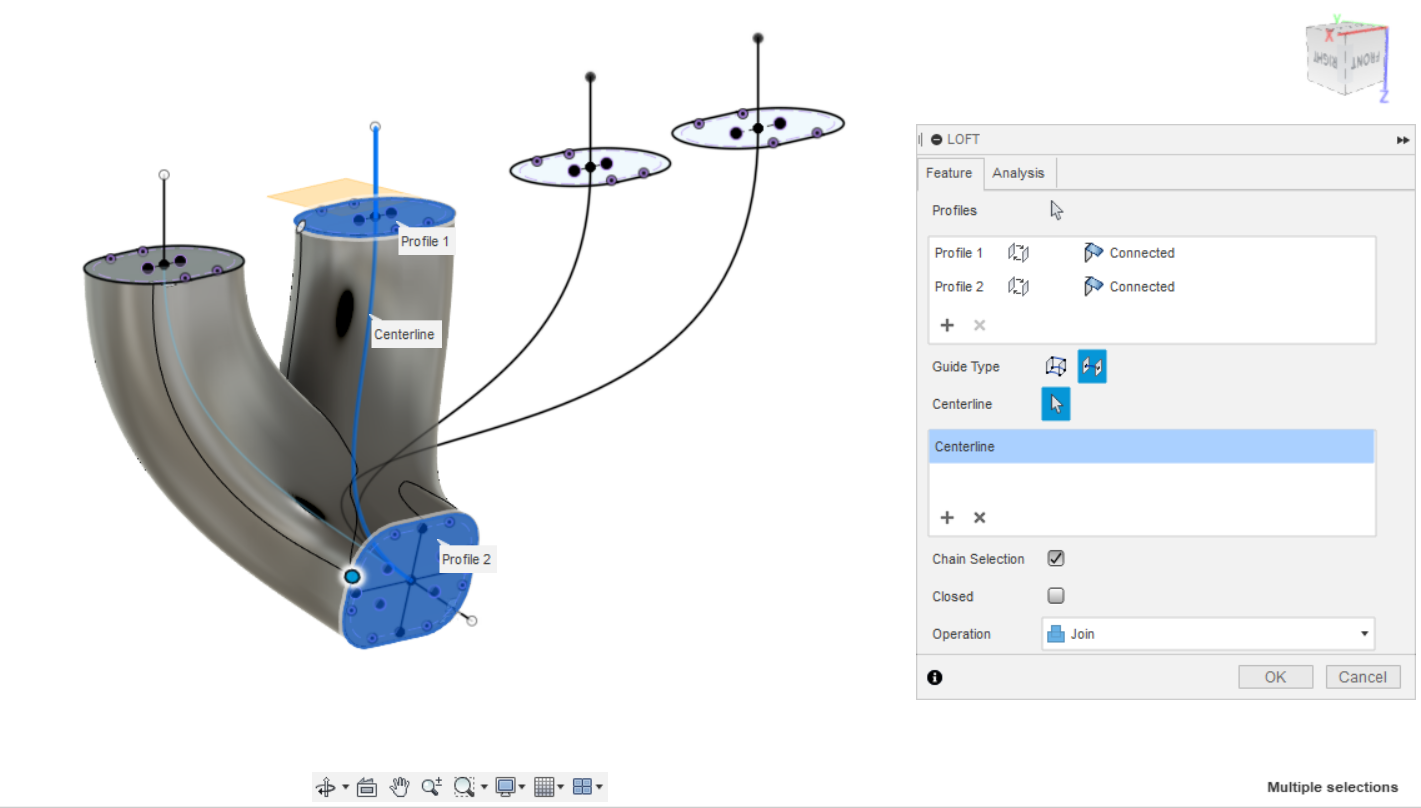 Y
X
RIGHT
FRONT
Z
LOFT
Feature
Analysis
Profiles
Profile 1
Connected
Profile 2
Connected
Guide Type
Centerline
Centerline
Chain Selection
Closed
Operation
Join
OK
Cancel
Profile 1
Centerline
Profile 2
Multiple selections